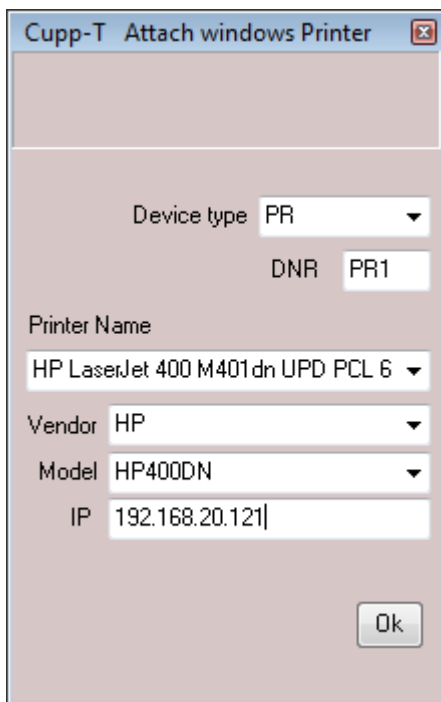 Cupp-T Attach windows Printer
Device type PR
DNR PR1
Printer Name
HP LaserJet 400 M401dn UPD PCL 6
Vendor HP
Model HP400DN
IP 192.168.20.121
Ok